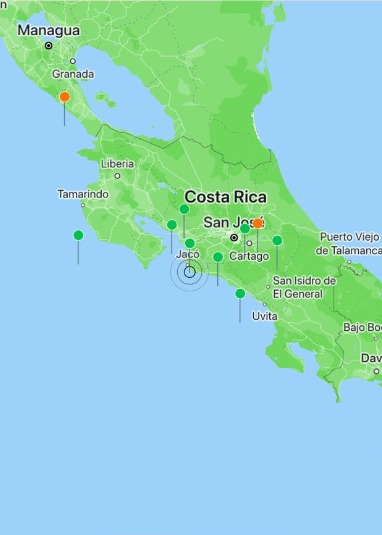 n
Managua
Granada
Liberia
Tamarindo
Costa Rica
San José
Puerto Viejo
de Talamanca
Jacó
Cartago
San Isidro de
El General
Uvita
Bajo Bo
Dav